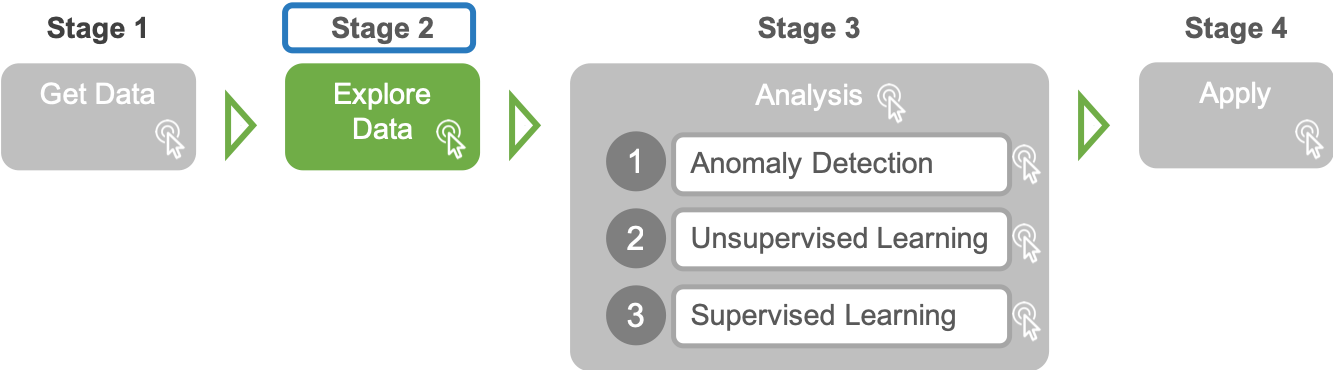 Stage 1
Get Data
Stage 2
Explore
Data
Stage 3
Analysis
1 Anomaly Detection
2 Unsupervised Learning
3 Supervised Learning
Stage 4
Apply